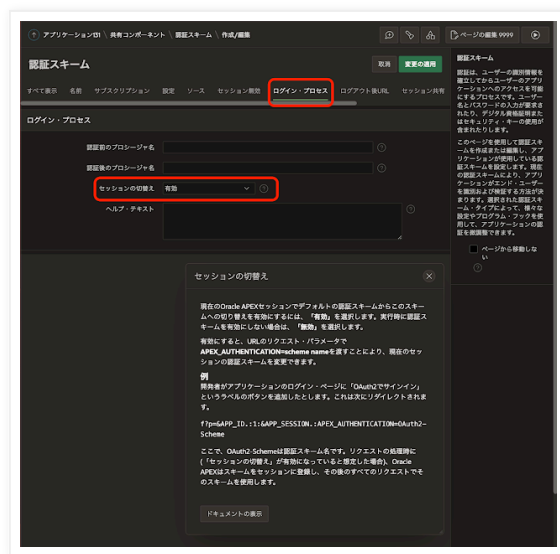 アプリケーション131 \ 共有コンポーネント \ 認証スキーム \ 作成/編集
ページの編集 9999
認証スキーム
取消
変更の適用
すべて表示 名前 サブスクリプション 設定 ソース セッション無効 ログイン・プロセス ログアウト後URL セッション共有
ログイン・プロセス
認証前のプロシージャ名
認証後のプロシージャ名
セッションの切替え 有効
ヘルプ・テキスト
認証スキーム
認証は、ユーザーの識別情報を
確立してからユーザーのアプリ
ケーションへのアクセスを可能
にするプロセスです。ユーザー
名とパスワードの入力が要求さ
れたり、デジタル資格証明また
はセキュリティ・キーの使用が
含まれたりします。
このページを使用して認証スキ
ームを作成または編集し、アプ
リケーションが使用している認
証スキームを設定します。現在
の認証スキームにより、アプリ
ケーションがエンド・ユーザー
を識別および検証する方法が決
まります。選択された認証スキ
ーム・タイプによって、様々な
設定やプログラム・フックを使
用して、アプリケーションの認
証を微調整できます。
ページから移動しな
い
セッションの切替え
現在のOracle APEXセッションでデフォルトの認証スキームからこのスキー
ムへの切り替えを有効にするには、「有効」を選択します。実行時に認証ス
キームを有効にしない場合は、「無効」を選択します。
有効にすると、URLのリクエスト・パラメータで
APEX_AUTHENTICATION=scheme nameを渡すことにより、現在のセッ
ションの認証スキームを変更できます。
例
開発者がアプリケーションのログイン・ページに「OAuth2でサインイン」
というラベルのボタンを追加したとします。これは次にリダイレクトされま
す。
f?p=&APP_ID.:1:&APP_SESSION.:APEX_AUTHENTICATION=OAuth2-
Scheme
ここで、OAuth2-Schemeは認証スキーム名です。リクエストの処理時に
(「セッションの切替え」が有効になっていると想定した場合)、Oracle
APEXはスキームをセッションに登録し、その後のすべてのリクエストでそ
のスキームを使用します。
ドキュメントの表示